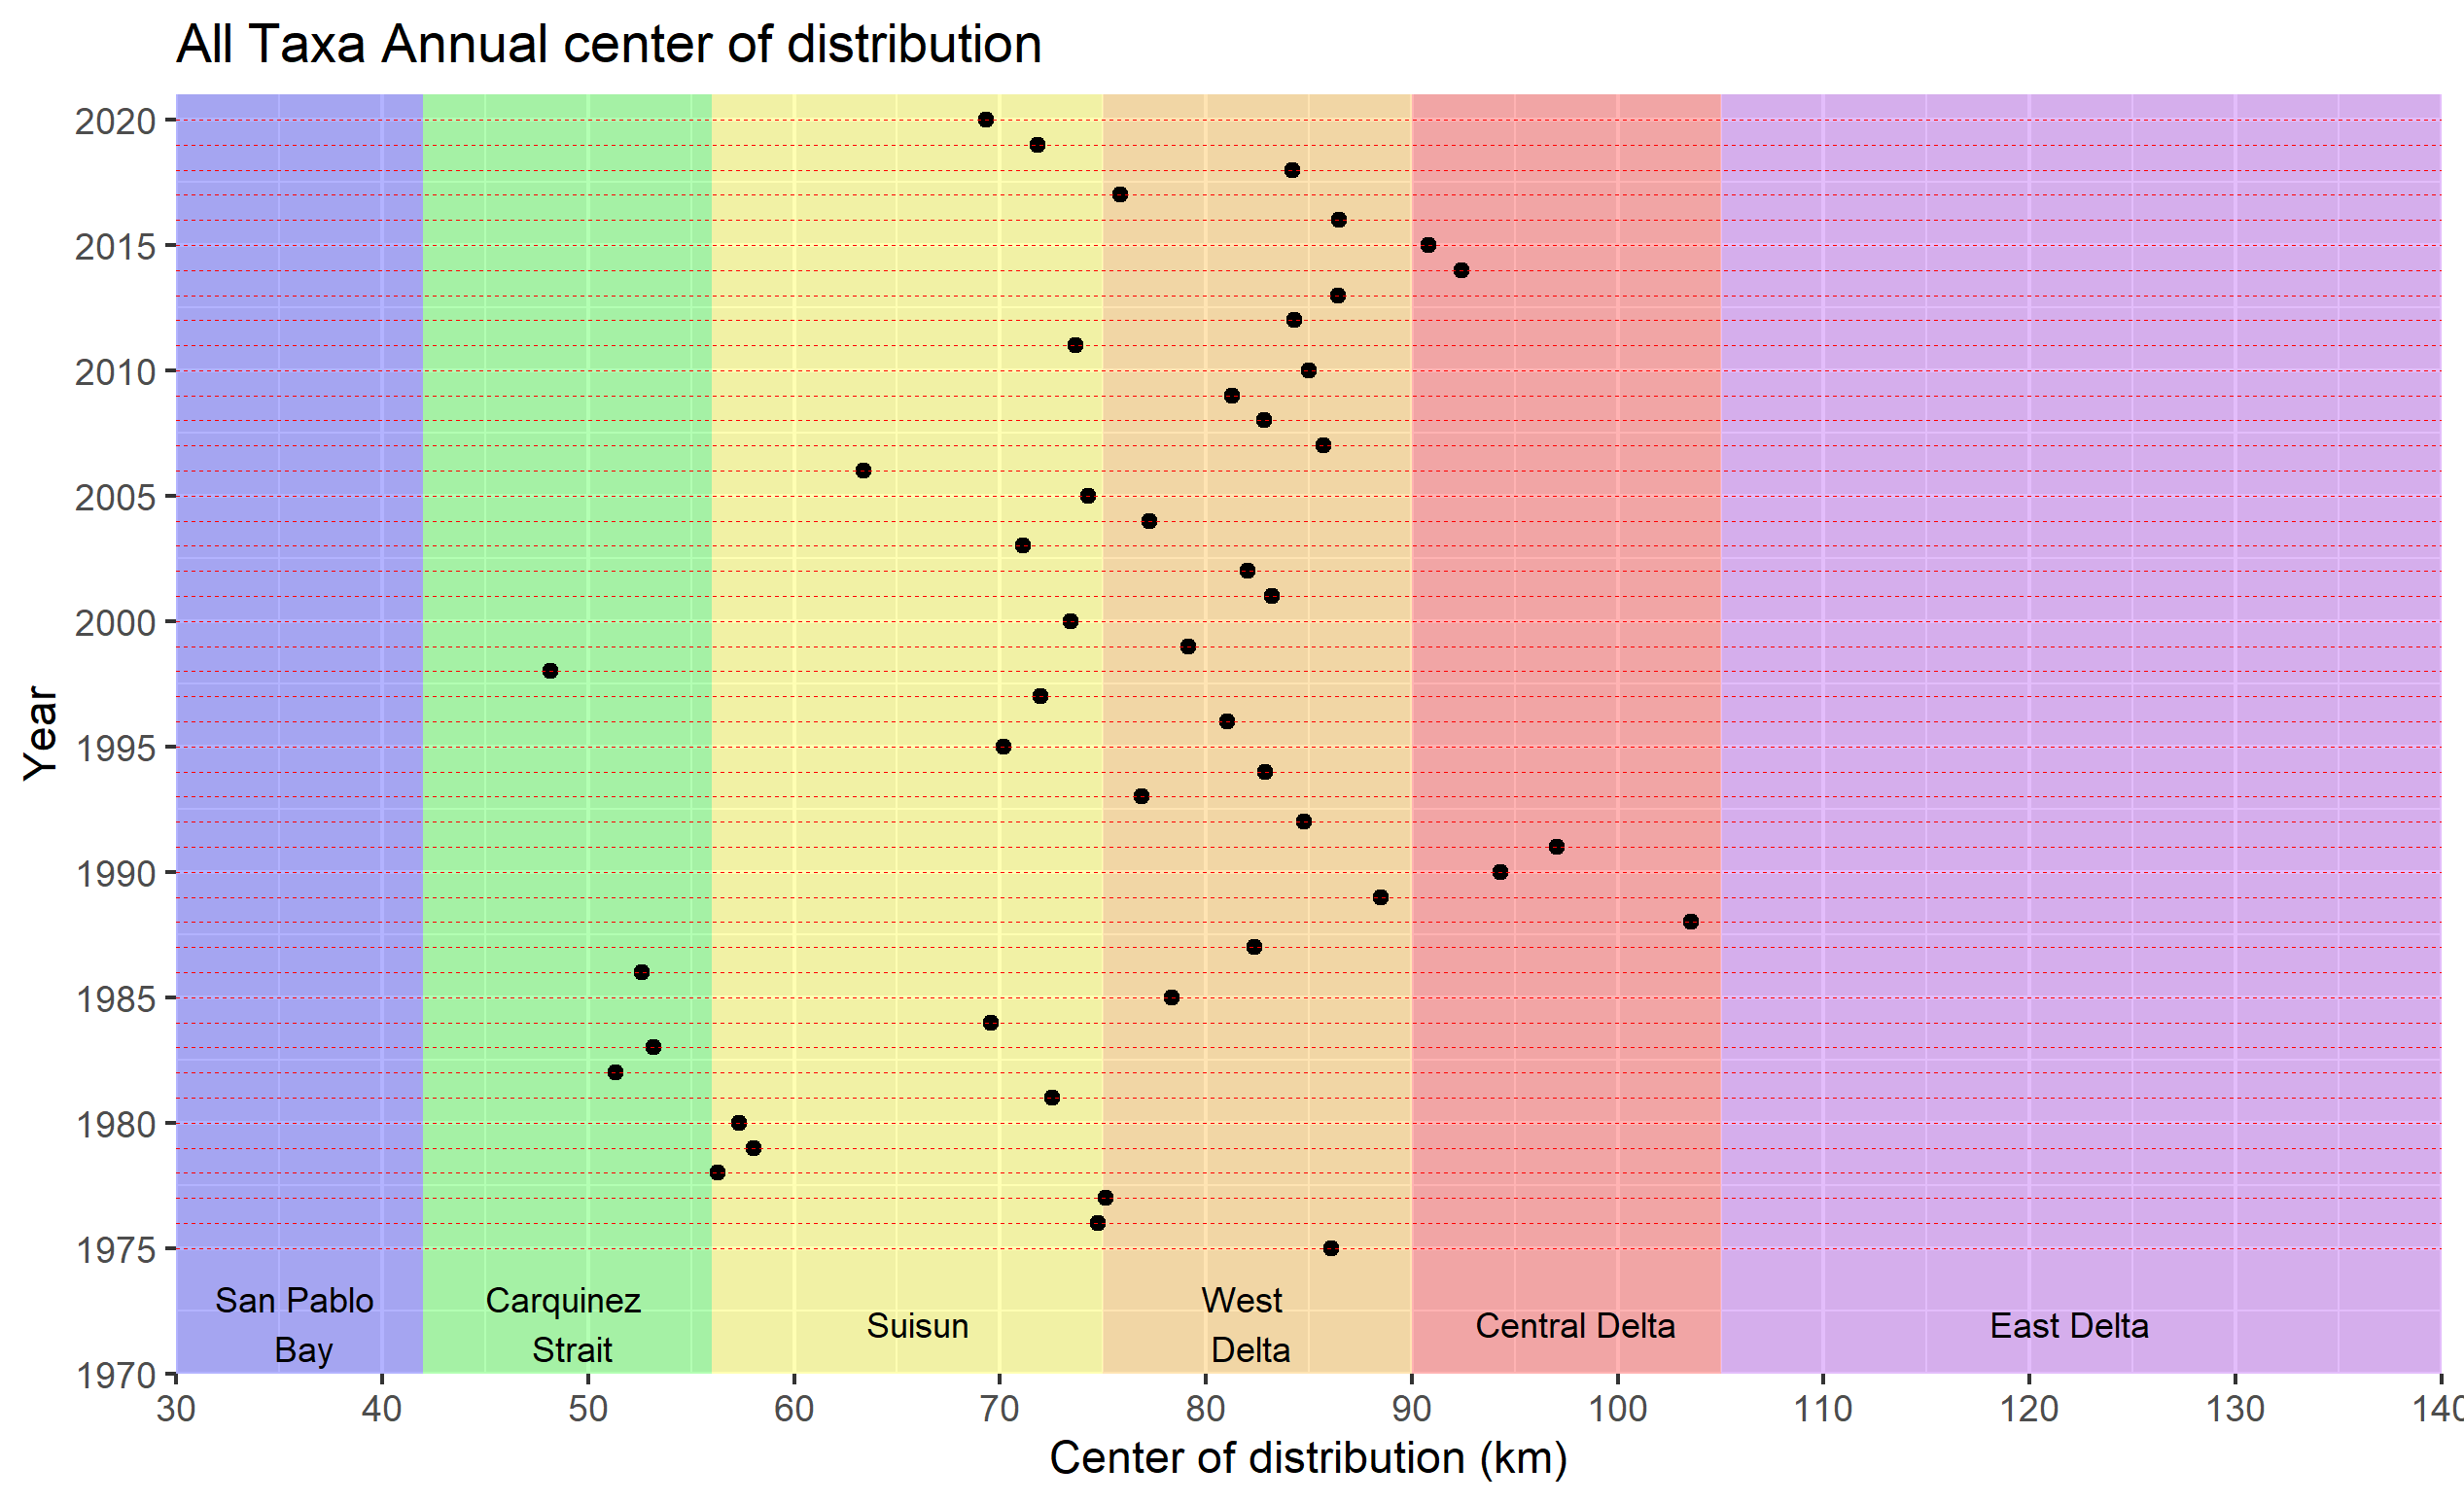 All Taxa Annual center of distribution
2020
2015
2010
2005
2000
1995
1990
1985
1980
1975
1970
Year
San Pablo
Bay
Carquinez
Strait
Suisun
West
Delta
Central Delta
East Delta
30 40 50 60 70 80 90 100 110 120 130 140
Center of distribution (km)